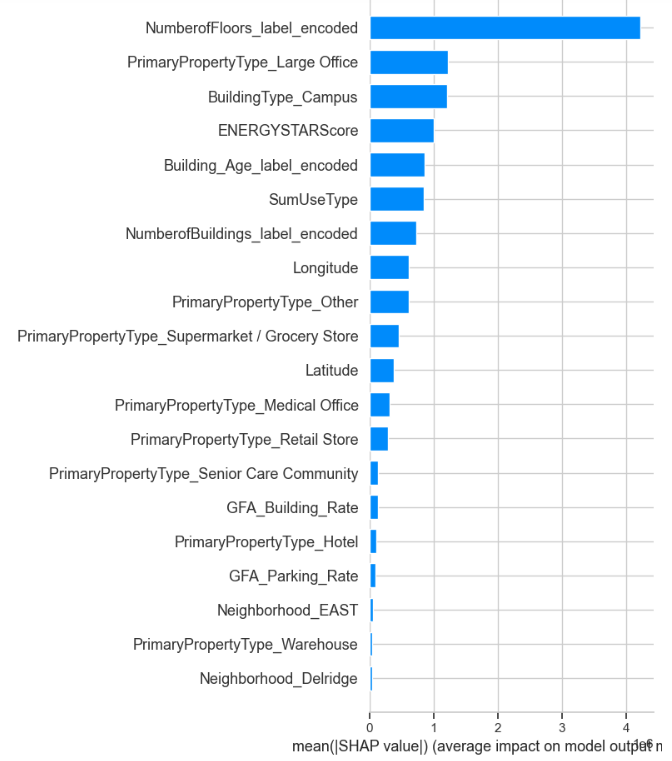 NumberofFloors_label_encoded
PrimaryPropertyType_Large Office
BuildingType_Campus
ENERGYSTARScore
Building_Age_label_encoded
SumUseType
NumberofBuildings_label_encoded
Longitude
PrimaryPropertyType_Other
PrimaryPropertyType_Supermarket / Grocery Store
Latitude
PrimaryPropertyType_Medical Office
PrimaryPropertyType_Retail Store
PrimaryPropertyType_Senior Care Community
GFA_Building_Rate
PrimaryPropertyType_Hotel
GFA_Parking_Rate
Neighborhood_EAST
PrimaryPropertyType_Warehouse
Neighborhood_Delridge
0 1 2 3 4
mean(|SHAP value|) (average impact on model output m
1e6